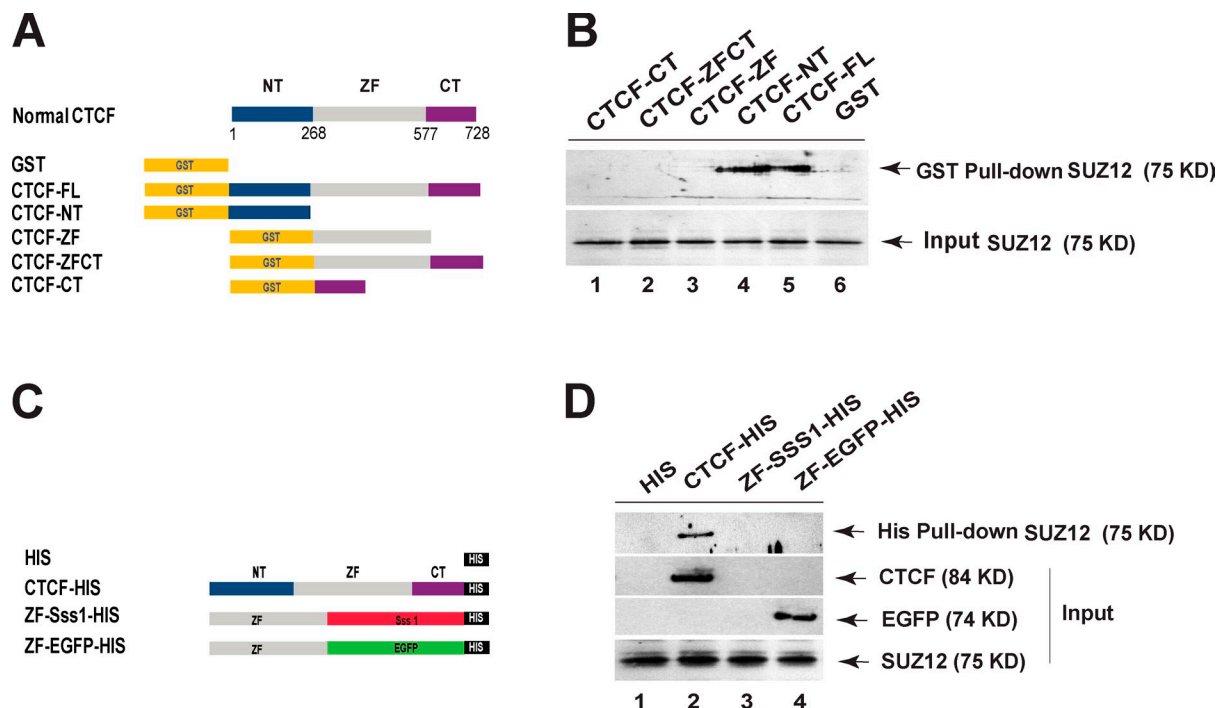 A
NT ZF CT
Normal CTCF
1 268 577 728
GST GST
CTCF-FL GST
CTCF-NT GST
CTCF-ZF GST
CTCF-ZFCT GST
CTCF-CT GST
B
CTCF-CT CTCF-ZFCT CTCF-ZF CTCF-NT CTCF-FL GST
GST Pull-down SUZ12 (75 KD)
Input SUZ12 (75 KD)
1 2 3 4 5 6
C
HIS HIS
NT ZF CT
CTCF-HIS HIS
ZF-Sss1-HIS ZF Sss 1 HIS
ZF-EGFP-HIS ZF EGFP HIS
D
HIS CTCF-HIS ZF-SSS1-HIS ZF-EGFP-HIS
His Pull-down SUZ12 (75 KD)
CTCF (84 KD)
EGFP (74 KD)
Input
SUZ12 (75 KD)
1 2 3 4